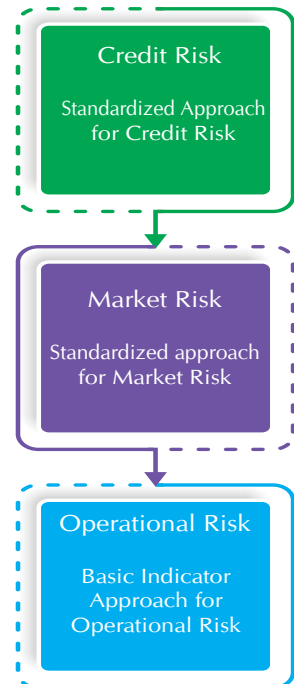 Credit Risk
Standardized Approach
for Credit Risk
Market Risk
Standardized approach
for Market Risk
Operational Risk
Basic Indicator
Approach for
Operational Risk